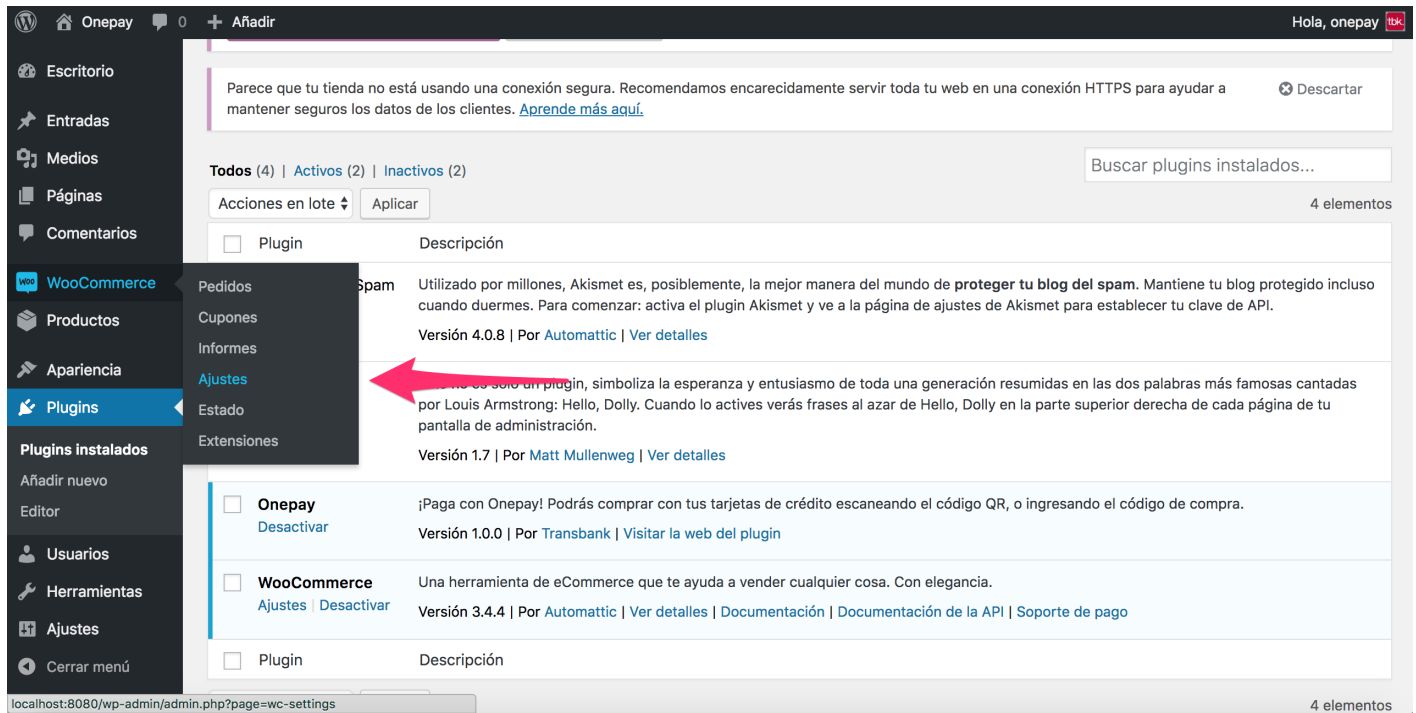 Onepay 0 + Añadir
Hola, onepay tbk.
Escritorio
Entradas
Medios
Páginas
Comentarios
Woo WooCommerce
Productos
Apariencia
Plugins
Plugins instalados
Añadir nuevo
Editor
Usuarios
Herramientas
Ajustes
Cerrar menú
Pedidos
Cupones
Informes
Ajustes
Estado
Extensiones
Parece que tu tienda no está usando una conexión segura. Recomendamos encarecidamente servir toda tu web en una conexión HTTPS para ayudar a
mantener seguros los datos de los clientes. Aprende más aquí.
Descartar
Todos (4) | Activos (2) | Inactivos (2)
Buscar plugins instalados...
Acciones en lote Aplicar
4 elementos
Plugin Descripción
Spam
Utilizado por millones, Akismet es, posiblemente, la mejor manera del mundo de proteger tu blog del spam. Mantiene tu blog protegido incluso
cuando duermes. Para comenzar: activa el plugin Akismet y ve a la página de ajustes de Akismet para establecer tu clave de API.
Versión 4.0.8 | Por Automattic | Ver detalles
plugin, simboliza la esperanza y entusiasmo de toda una generación resumidas en las dos palabras más famosas cantadas
por Louis Armstrong: Hello, Dolly. Cuando lo actives verás frases al azar de Hello, Dolly en la parte superior derecha de cada página de tu
pantalla de administración.
Versión 1.7 | Por Matt Mullenweg | Ver detalles
Onepay
Desactivar
¡Paga con Onepay! Podrás comprar con tus tarjetas de crédito escaneando el código QR, o ingresando el código de compra.
Versión 1.0.0 | Por Transbank | Visitar la web del plugin
WooCommerce
Ajustes | Desactivar
Una herramienta de eCommerce que te ayuda a vender cualquier cosa. Con elegancia.
Versión 3.4.4 | Por Automattic | Ver detalles | Documentación | Documentación de la API | Soporte de pago
Plugin Descripción
4 elementos
localhost:8080/wp-admin/admin.php?page=wc-settings